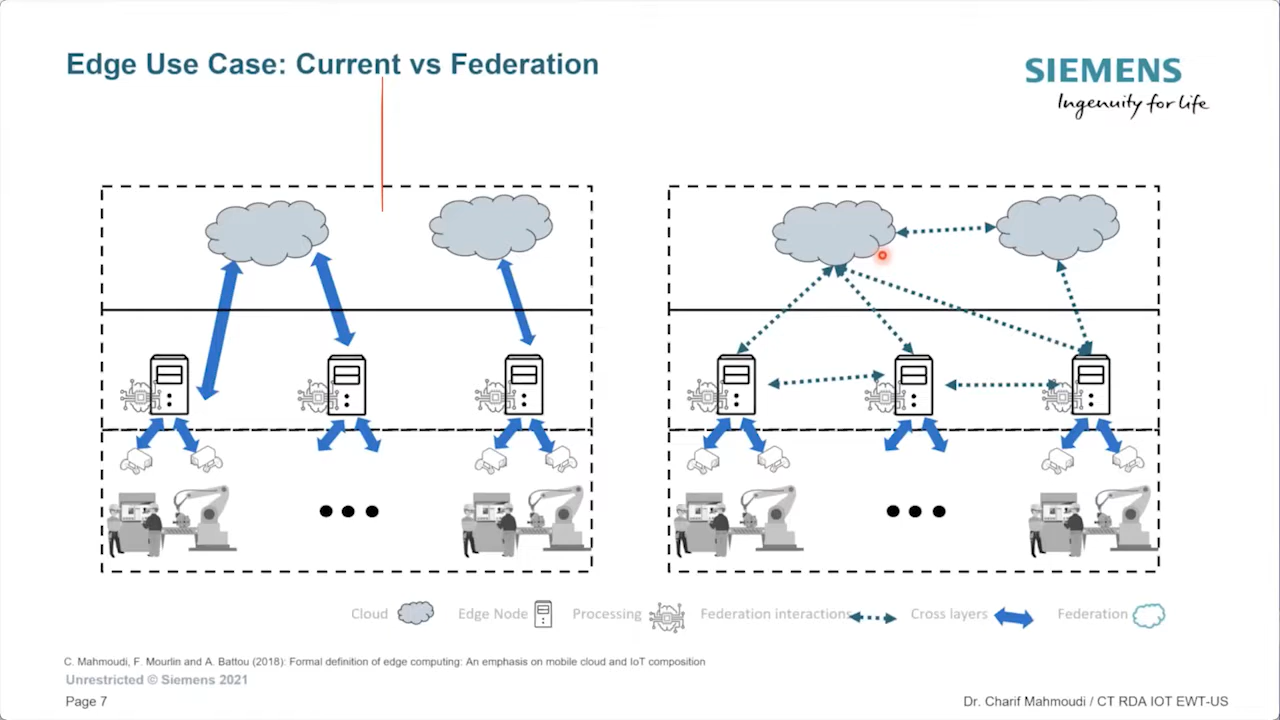 Edge Use Case: Current vs Federation
SIEMENS
Ingenuity for life
Cloud
Edge Node
Processing
Federation interactions
Cross layers
Federation
C. Mahmoudi, F. Mourlin and A. Battou (2018): Formal definition of edge computing: An emphasis on mobile cloud and IoT composition
Unrestricted © Siemens 2021
Page 7
Dr. Charif Mahmoudi / CT RDA IOT EWT-US